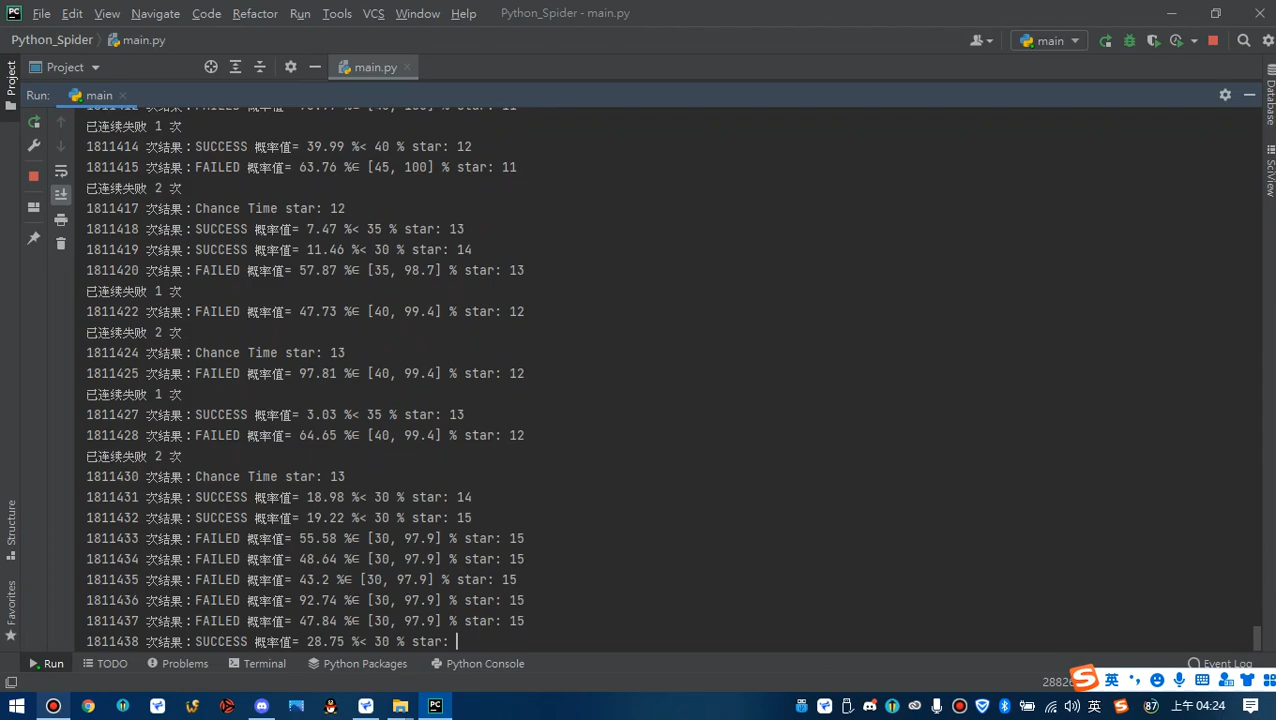 File Edit View Navigate Code Refactor Run Tools VCS Window Help Python_Spider - main.py
Python_Spider main.py main
Project main.py
Run: main
已连续失败 1 次
1811414 次结果：SUCCESS 概率值= 39.99 %< 40 % star: 12
1811415 次结果：FAILED 概率值= 63.76 %∈ [45, 100] % star: 11
已连续失败 2 次
1811417 次结果：Chance Time star: 12
1811418 次结果：SUCCESS 概率值= 7.47 %< 35 % star: 13
1811419 次结果：SUCCESS 概率值= 11.46 %< 30 % star: 14
1811420 次结果：FAILED 概率值= 57.87 %∈ [35, 98.7] % star: 13
已连续失败 1 次
1811422 次结果：FAILED 概率值= 47.73 %∈ [40, 99.4] % star: 12
已连续失败 2 次
1811424 次结果：Chance Time star: 13
1811425 次结果：FAILED 概率值= 97.81 %∈ [40, 99.4] % star: 12
已连续失败 1 次
1811427 次结果：SUCCESS 概率值= 3.03 %< 35 % star: 13
1811428 次结果：FAILED 概率值= 64.65 %∈ [40, 99.4] % star: 12
已连续失败 2 次
1811430 次结果：Chance Time star: 13
1811431 次结果：SUCCESS 概率值= 18.98 %< 30 % star: 14
1811432 次结果：SUCCESS 概率值= 19.22 %< 30 % star: 15
1811433 次结果：FAILED 概率值= 55.58 %∈ [30, 97.9] % star: 15
1811434 次结果：FAILED 概率值= 48.64 %∈ [30, 97.9] % star: 15
1811435 次结果：FAILED 概率值= 43.2 %∈ [30, 97.9] % star: 15
1811436 次结果：FAILED 概率值= 92.74 %∈ [30, 97.9] % star: 15
1811437 次结果：FAILED 概率值= 47.84 %∈ [30, 97.9] % star: 15
1811438 次结果：SUCCESS 概率值= 28.75 %< 30 % star:
Project
Structure
Favorites
Database
SciView
Run TODO Problems Terminal Python Packages Python Console Event Log
英
英 87 上午 04:24